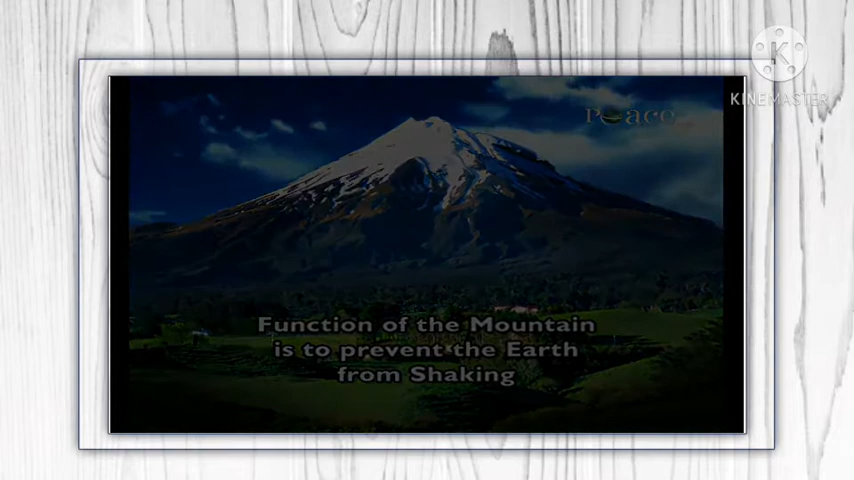 KINEMASTER
peace
Function of the Mountain
is to prevent the Earth
from Shaking